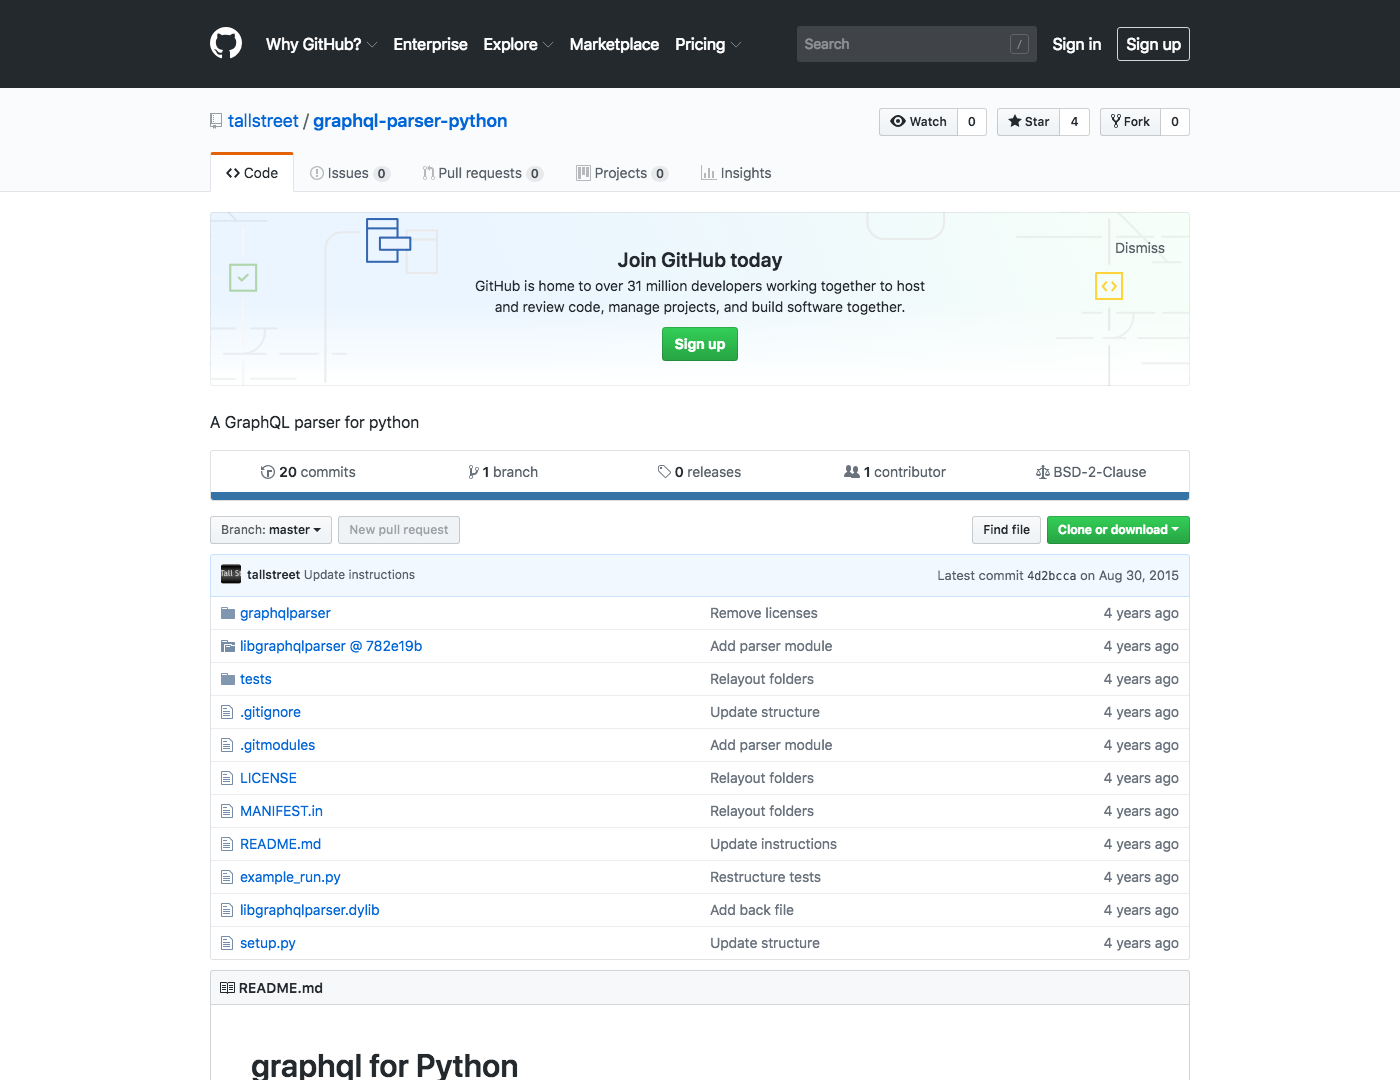 Why GitHub? Enterprise Explore Marketplace Pricing Search / Sign in Sign up
tallstreet / graphql-parser-python Watch 0 Star 4 Fork 0
Code Issues 0 Pull requests 0 Projects 0 Insights
Dismiss
Join GitHub today
GitHub is home to over 31 million developers working together to host
and review code, manage projects, and build software together.
Sign up
A GraphQL parser for python
20 commits 1 branch 0 releases 1 contributor BSD-2-Clause
Branch: master New pull request Find file Clone or download
tallstreet Update instructions Latest commit 4d2bcca on Aug 30, 2015
graphqlparser Remove licenses 4 years ago
libgraphqlparser @ 782e19b Add parser module 4 years ago
tests Relayout folders 4 years ago
.gitignore Update structure 4 years ago
.gitmodules Add parser module 4 years ago
LICENSE Relayout folders 4 years ago
MANIFEST.in Relayout folders 4 years ago
README.md Update instructions 4 years ago
example_run.py Restructure tests 4 years ago
libgraphqlparser.dylib Add back file 4 years ago
setup.py Update structure 4 years ago
README.md
graphql for Python